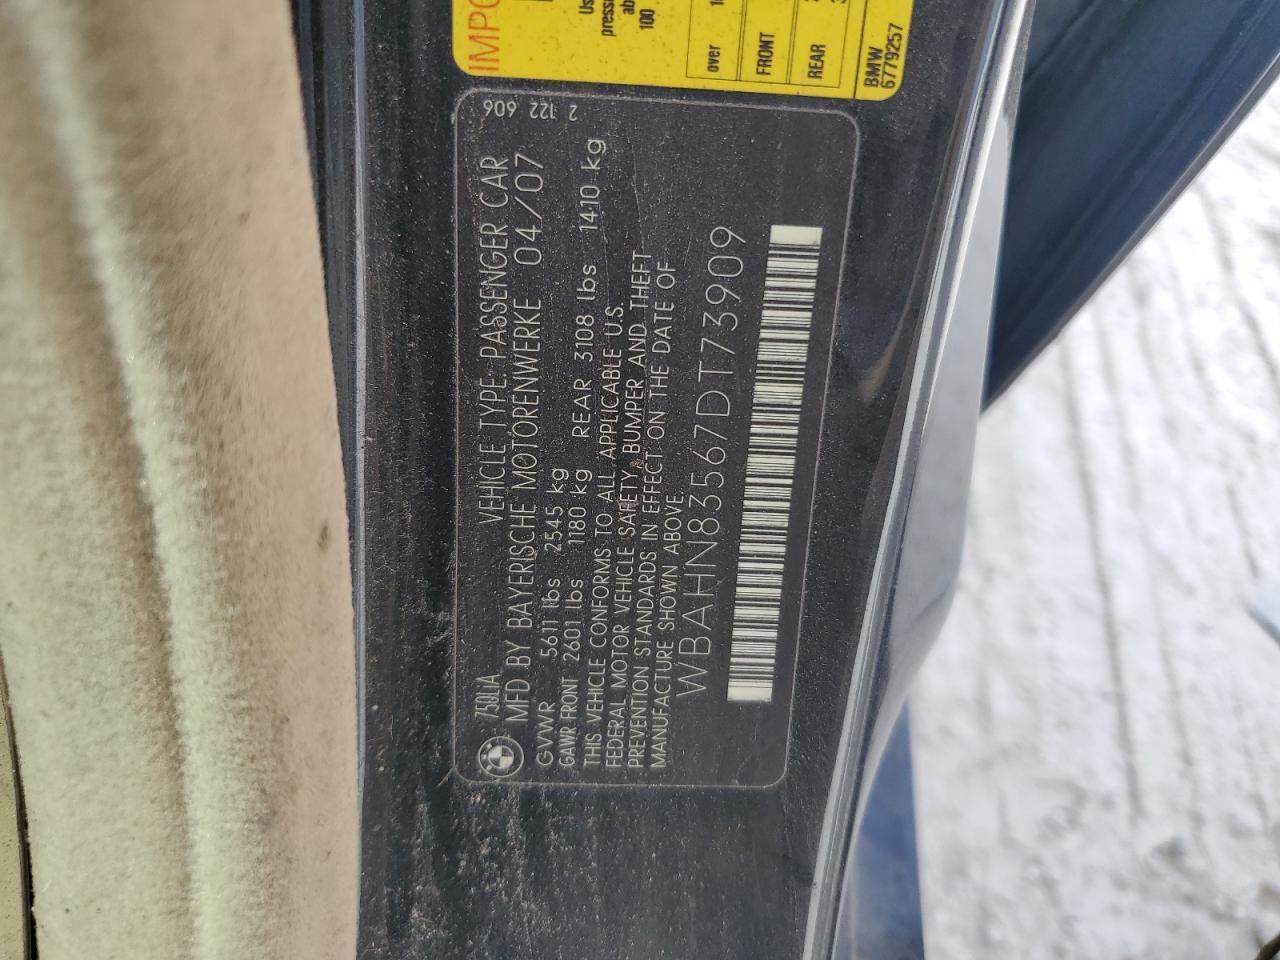 758LiA VEHICLE TYPE: PASSENGER CAR 2 122 606
MFD BY BAYERISCHE MOTORENWERKE 04/07
GVWR 5611 lbs 2545 kg
GAWR FRONT 2601 lbs 1180 kg REAR 3108 lbs 1410 kg
THIS VEHICLE CONFORMS TO ALL APPLICABLE U.S.
FEDERAL MOTOR VEHICLE SAFETY, BUMPER AND THEFT
PREVENTION STANDARDS IN EFFECT ON THE DATE OF
MANUFACTURE SHOWN ABOVE.
WBAHN83567DT73909
100
over
FRONT
REAR
BMW
6779257